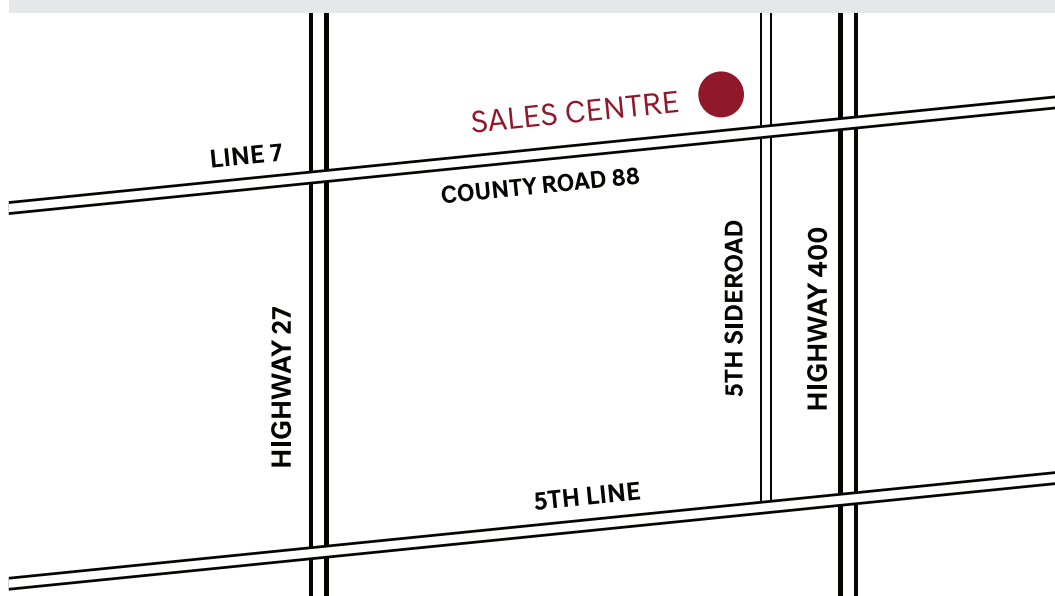 SALES CENTRE
LINE 7
COUNTY ROAD 88
5TH SIDEROAD
HIGHWAY 400
HIGHWAY 27
5TH LINE